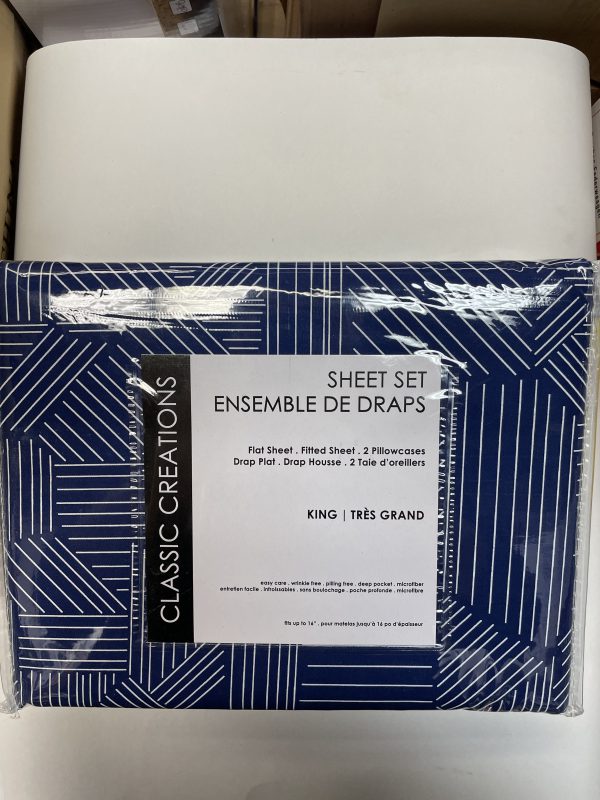 CLASSIC CREATIONS
SHEET SET
ENSEMBLE DE DRAPS
Flat Sheet . Fitted Sheet . 2 Pillowcases
Drap Plat . Drap Housse . 2 Taie d'oreillers
KING | TRÈS GRAND
easy care . wrinkle free . pilling free . deep pocket . microfiber
entretien facile . infroissables . sans boulochage . poche profonde . microfibre
fits up to 16" . pour matelas jusqu'à 16 po d'épaisseur